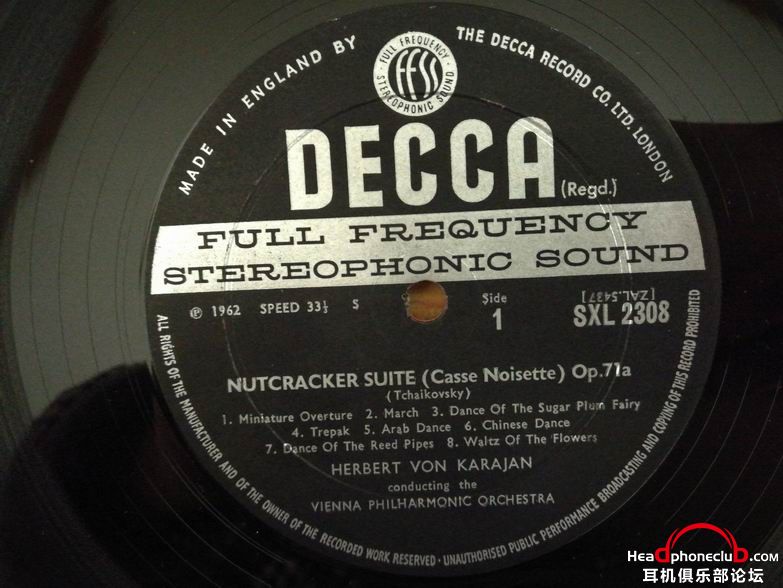 MADE IN ENGLAND BY
THE DECCA RECORD CO. LTD. LONDON
FULL FREQUENCY
FFSS
STEREOPHONIC SOUND
DECCA (Regd.)
FULL FREQUENCY
STEREOPHONIC SOUND
℗ 1962 SPEED 33⅓ S
Side
1
[ZAL.5437]
SXL 2308
NUTCRACKER SUITE (Casse Noisette) Op.71a
(Tchaikovsky)
1. Miniature Overture 2. March 3. Dance Of The Sugar Plum Fairy
4. Trepak 5. Arab Dance 6. Chinese Dance
7. Dance Of The Reed Pipes 8. Waltz Of The Flowers
HERBERT VON KARAJAN
conducting the
VIENNA PHILHARMONIC ORCHESTRA
ALL RIGHTS OF THE MANUFACTURER AND OF THE OWNER OF THE RECORDED WORK RESERVED · UNAUTHORISED PUBLIC PERFORMANCE BROADCASTING AND COPYING OF THIS RECORD PROHIBITED
Headphoneclub.com
耳机俱乐部论坛